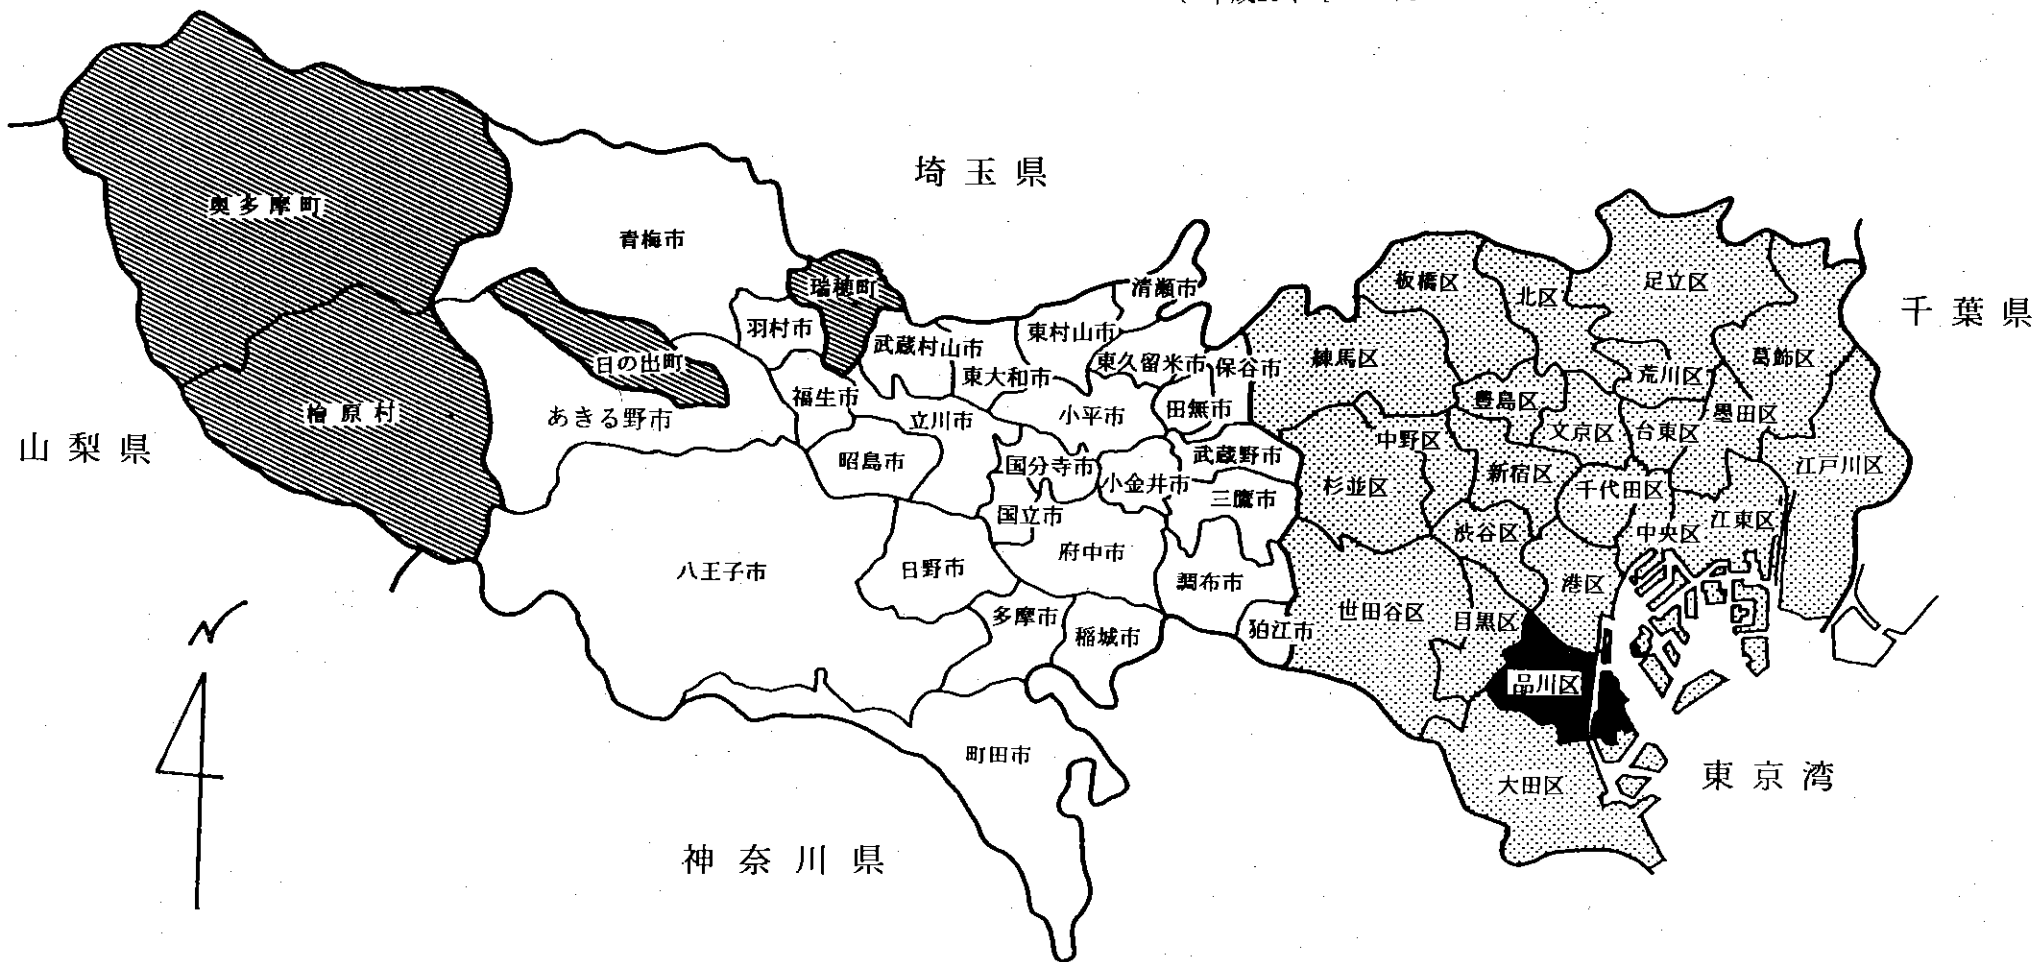 埼玉県
奥多摩町
青梅市
瑞穂町
清瀬市
板橋区
北区
足立区
千葉県
羽村市
武蔵村山市
東村山市
東久留米市
保谷市
練馬区
荒川区
葛飾区
日の出町
東大和市
田無市
豊島区
墨田区
檜原村
あきる野市
福生市
立川市
小平市
中野区
文京区
台東区
山梨県
昭島市
国分寺市
小金井市
武蔵野市
杉並区
新宿区
千代田区
江戸川区
三鷹市
国立市
渋谷区
中央区
江東区
八王子市
日野市
府中市
調布市
世田谷区
目黒区
港区
多摩市
稲城市
狛江市
品川区
町田市
大田区
東京湾
神奈川県